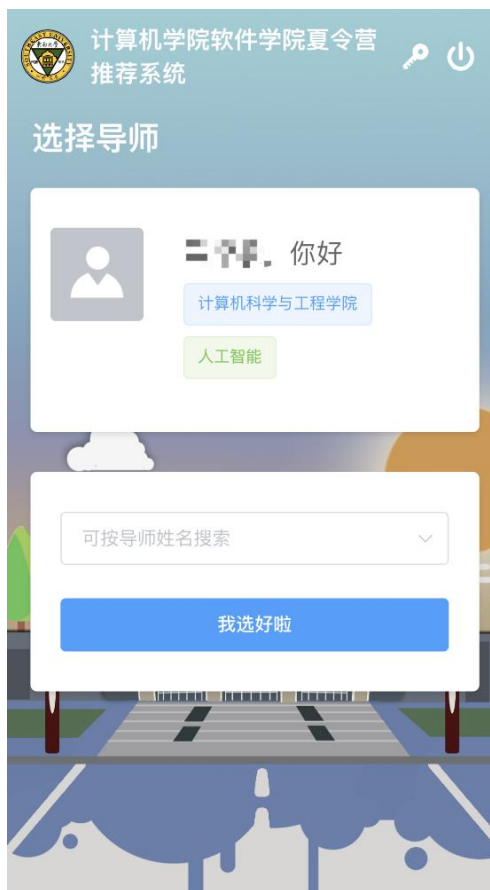 计算机学院软件学院夏令营
推荐系统
选择导师
你好
计算机科学与工程学院
人工智能
可按导师姓名搜索
我选好啦